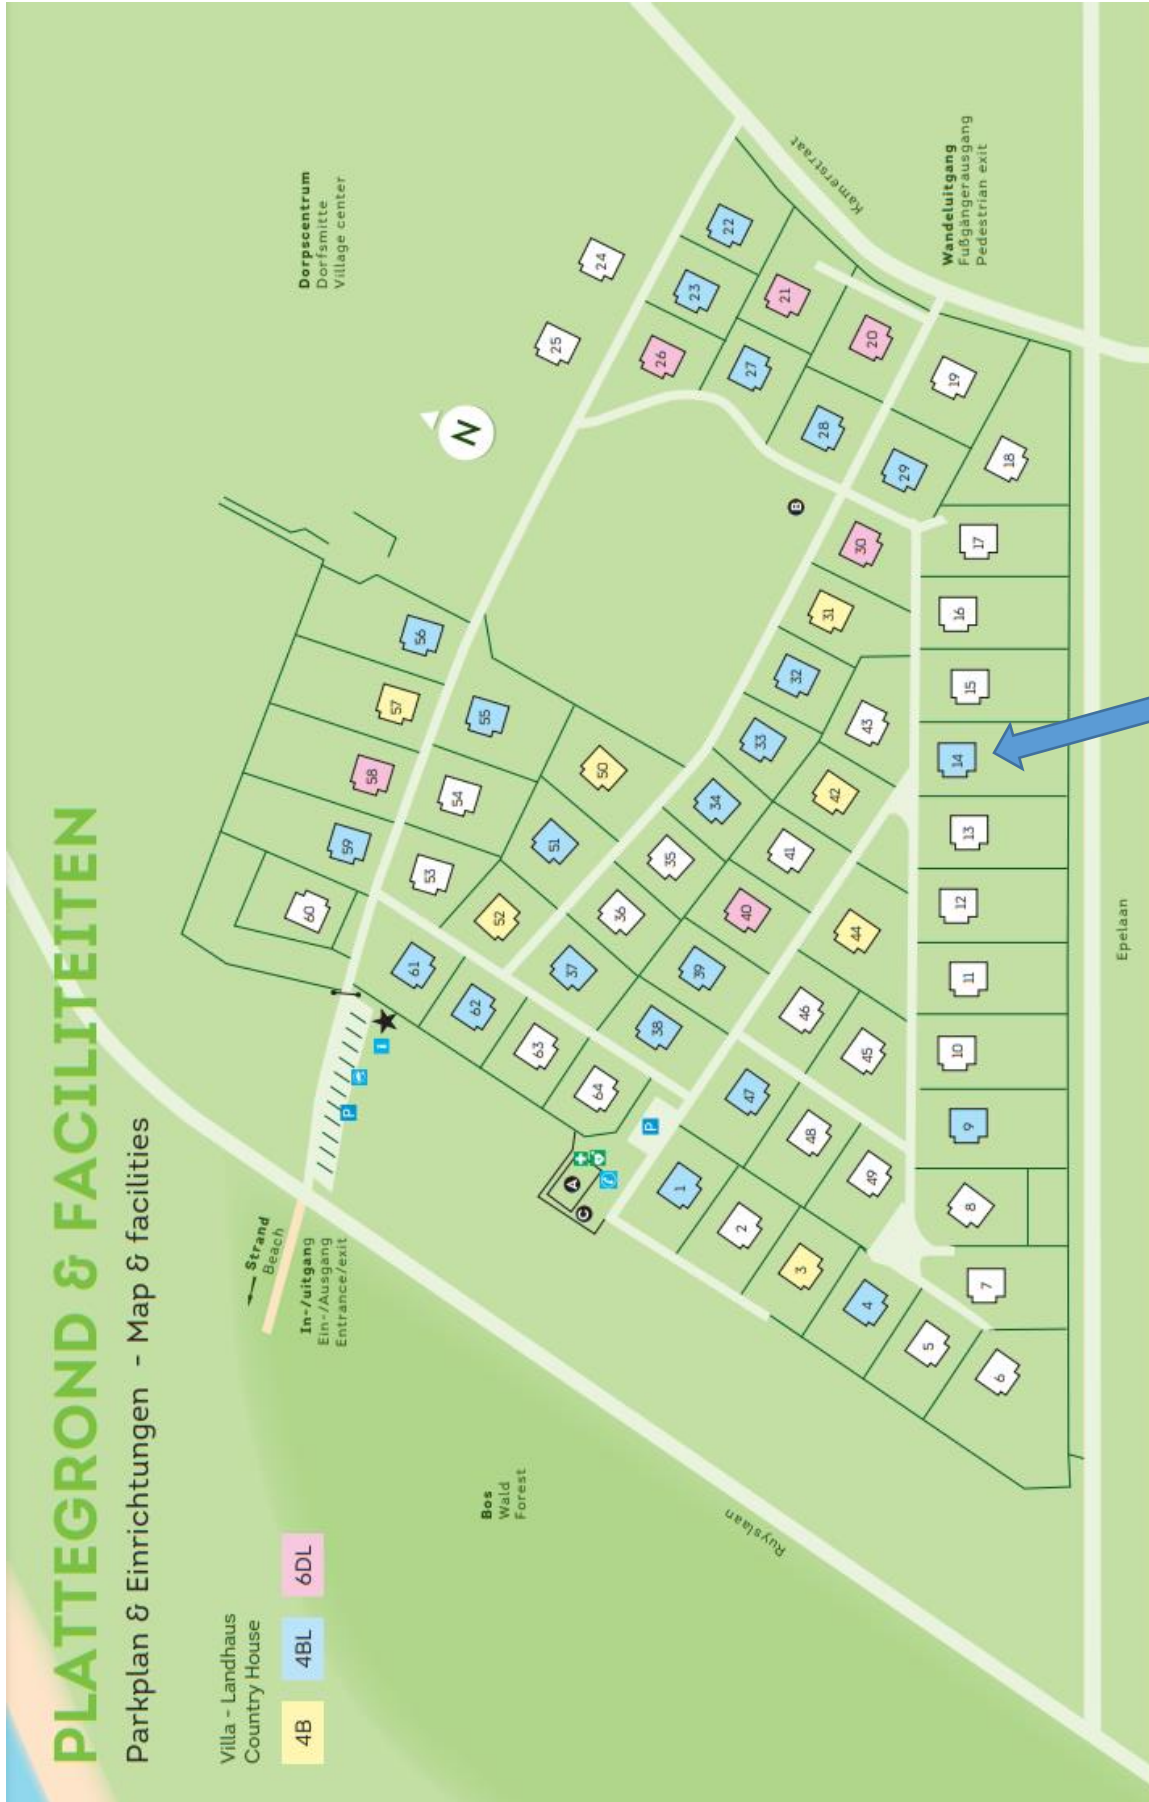 PLATTEGROND & FACILITEITEN
Parkplan & Einrichtungen - Map & facilities
Villa - Landhaus
Country House
4B
4BL
6DL
Strand
Beach
In-/uitgang
Ein-/Ausgang
Entrance/exit
Dorpscentrum
Dorfsmitte
Village center
Bos
Wald
Forest
Ruyslaan
Kamerstraat
Wandeluitgang
Fußgängerausgang
Pedestrian exit
Epelaan
N
P
i
P
i
A
B
C
1
2
3
4
5
6
7
8
9
10
11
12
13
14
15
16
17
18
19
20
21
22
23
24
25
26
27
28
29
30
31
32
33
34
35
36
37
38
39
40
41
42
43
44
45
46
47
48
49
50
51
52
53
54
55
56
57
58
59
60
61
62
63
64